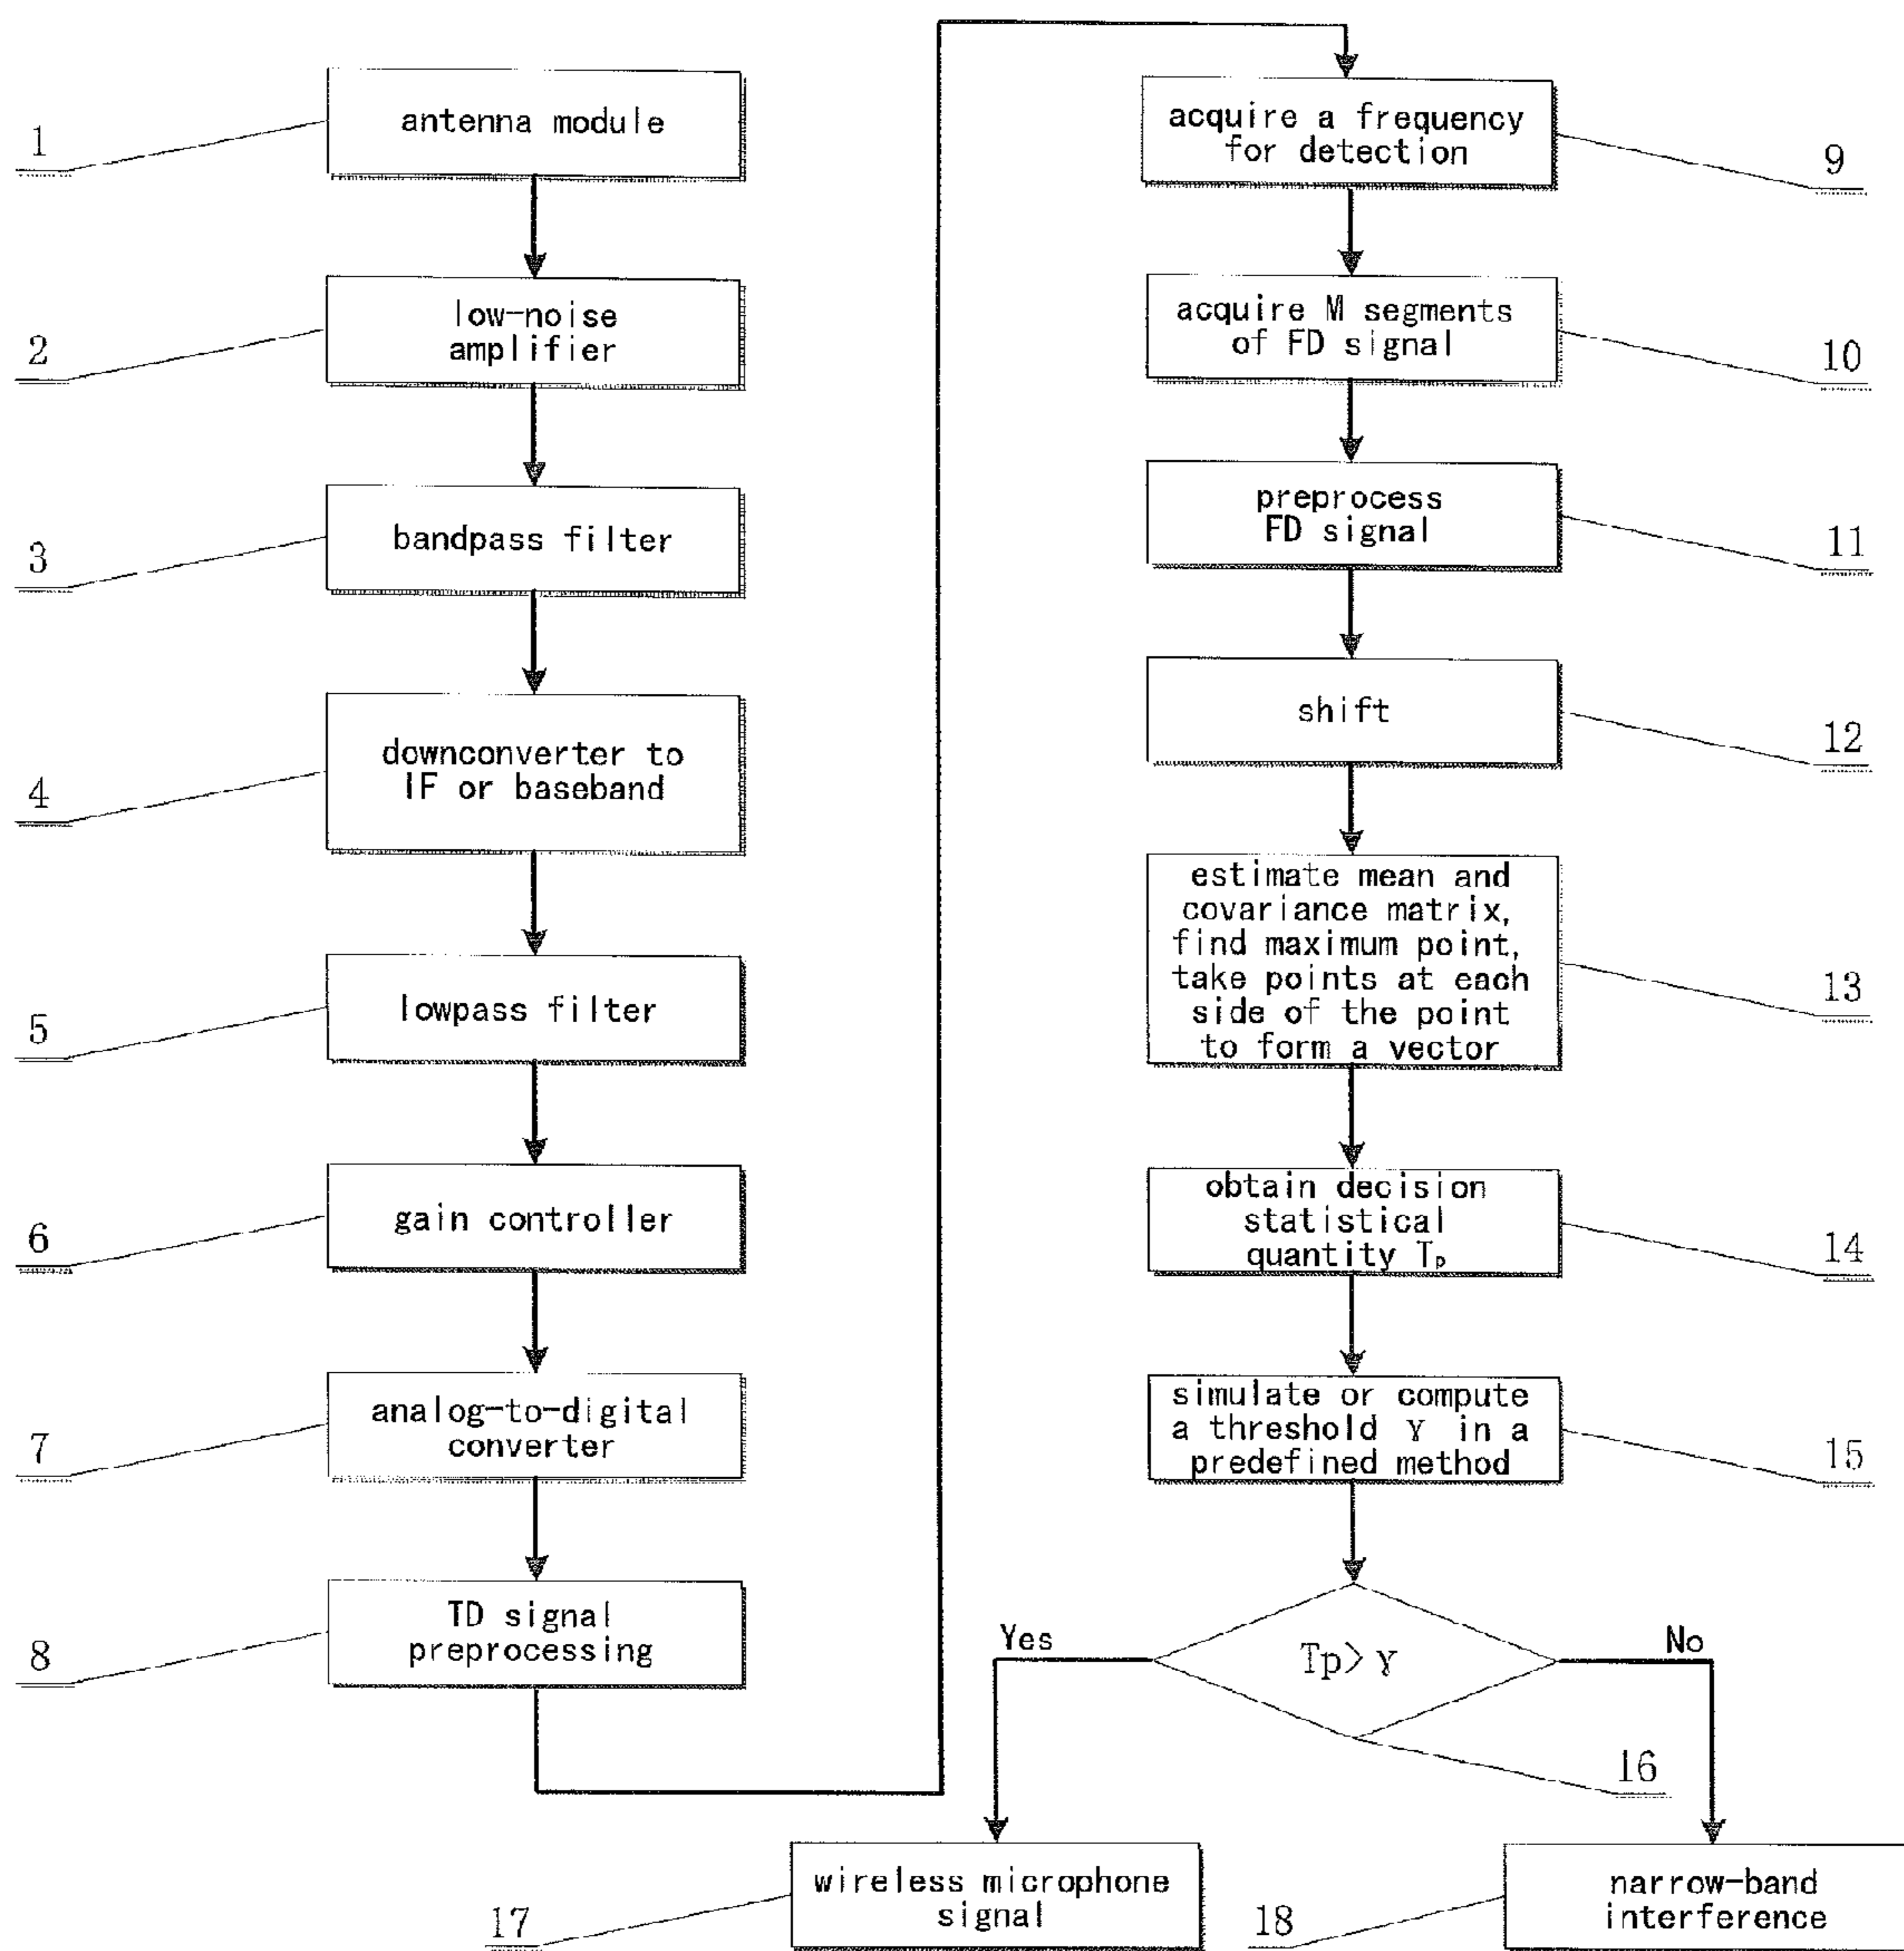 antenna module
1
low-noise
amplifier
2
bandpass filter
3
downconverter to
IF or baseband
4
lowpass filter
5
gain controller
6
analog-to-digital
converter
7
TD signal
preprocessing
8
acquire a frequency
for detection
9
acquire M segments
of FD signal
10
preprocess
FD signal
11
shift
12
estimate mean and
covariance matrix,
find maximum point,
take points at each
side of the point
to form a vector
13
obtain decision
statistical
quantity Tp
14
simulate or compute
a threshold γ in a
predefined method
15
Yes
Tp> γ
No
16
wireless microphone
signal
17
narrow-band
interference
18